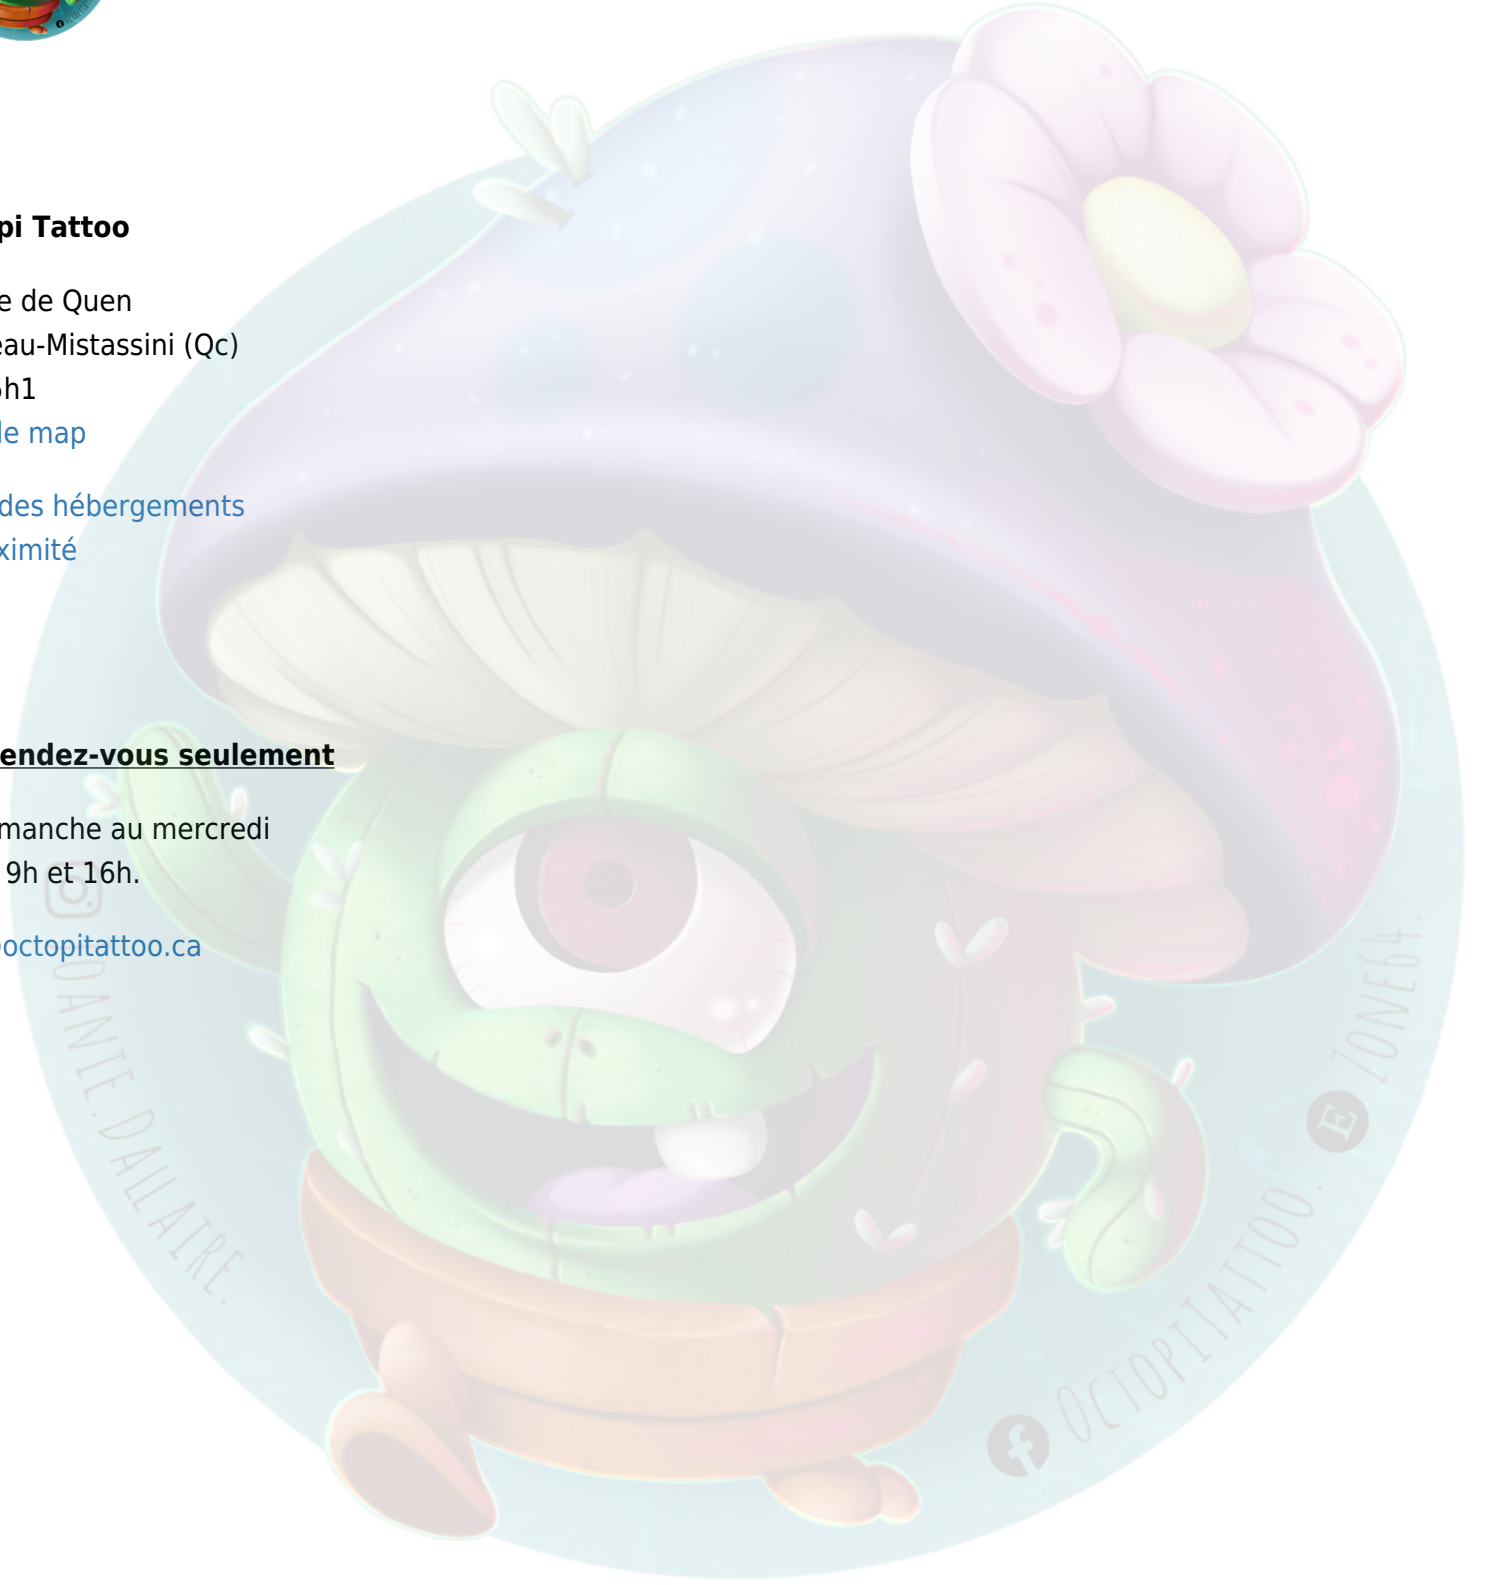 pi Tattoo
e de Quen
eau-Mistassini (Qc)
h1
le map
des hébergements
ximité
endez-vous seulement
manche au mercredi
9h et 16h.
octopitattoo.ca
JOANIE.DALLAIRE.
OCTOPITATTOO.
E ZONE64.